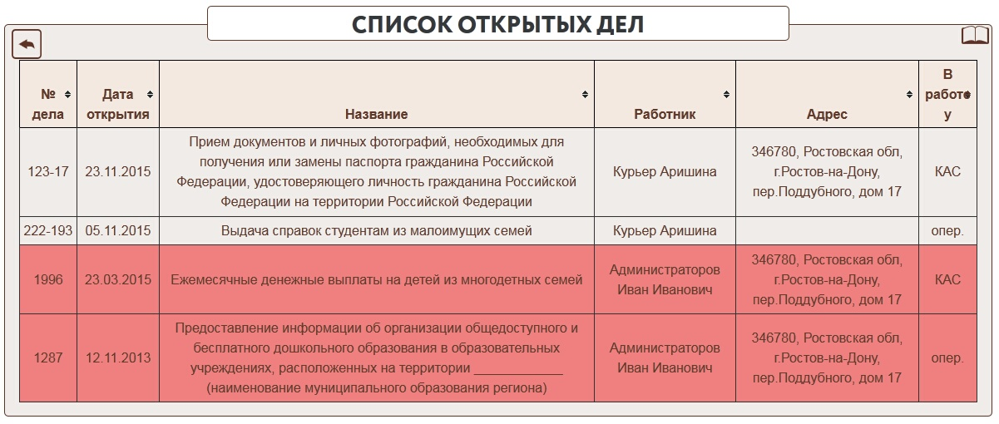 СПИСОК ОТКРЫТЫХ ДЕЛ
№
дела
Дата
открытия
Название
Работник
Адрес
В
работе
у
123-17
23.11.2015
Прием документов и личных фотографий, необходимых для
получения или замены паспорта гражданина Российской
Федерации, удостоверяющего личность гражданина Российской
Федерации на территории Российской Федерации
Курьер Аришина
346780, Ростовская обл,
г.Ростов-на-Дону,
пер.Поддубного, дом 17
КАС
222-193
05.11.2015
Выдача справок студентам из малоимущих семей
Курьер Аришина
опер.
1996
23.03.2015
Ежемесячные денежные выплаты на детей из многодетных семей
Администраторов
Иван Иванович
346780, Ростовская обл,
г.Ростов-на-Дону,
пер.Поддубного, дом 17
КАС
1287
12.11.2013
Предоставление информации об организации общедоступного и
бесплатного дошкольного образования в образовательных
учреждениях, расположенных на территории ____________
(наименование муниципального образования региона)
Администраторов
Иван Иванович
346780, Ростовская обл,
г.Ростов-на-Дону,
пер.Поддубного, дом 17
опер.